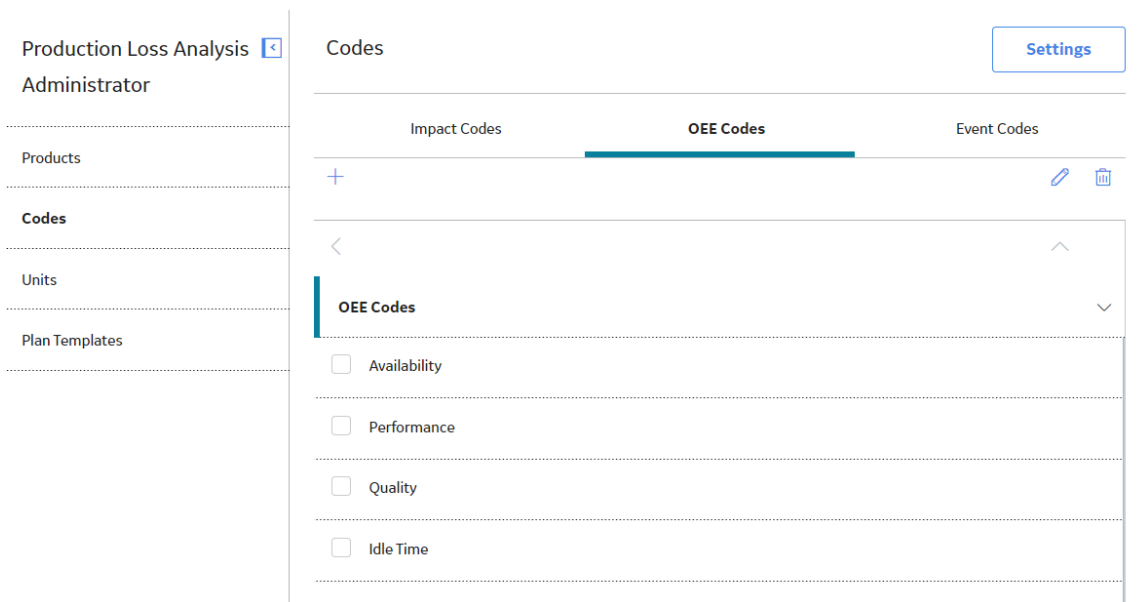 Production Loss Analysis
Administrator
Products
Codes
Units
Plan Templates
Codes
Settings
Impact Codes
OEE Codes
Event Codes
OEE Codes
Availability
Performance
Quality
Idle Time